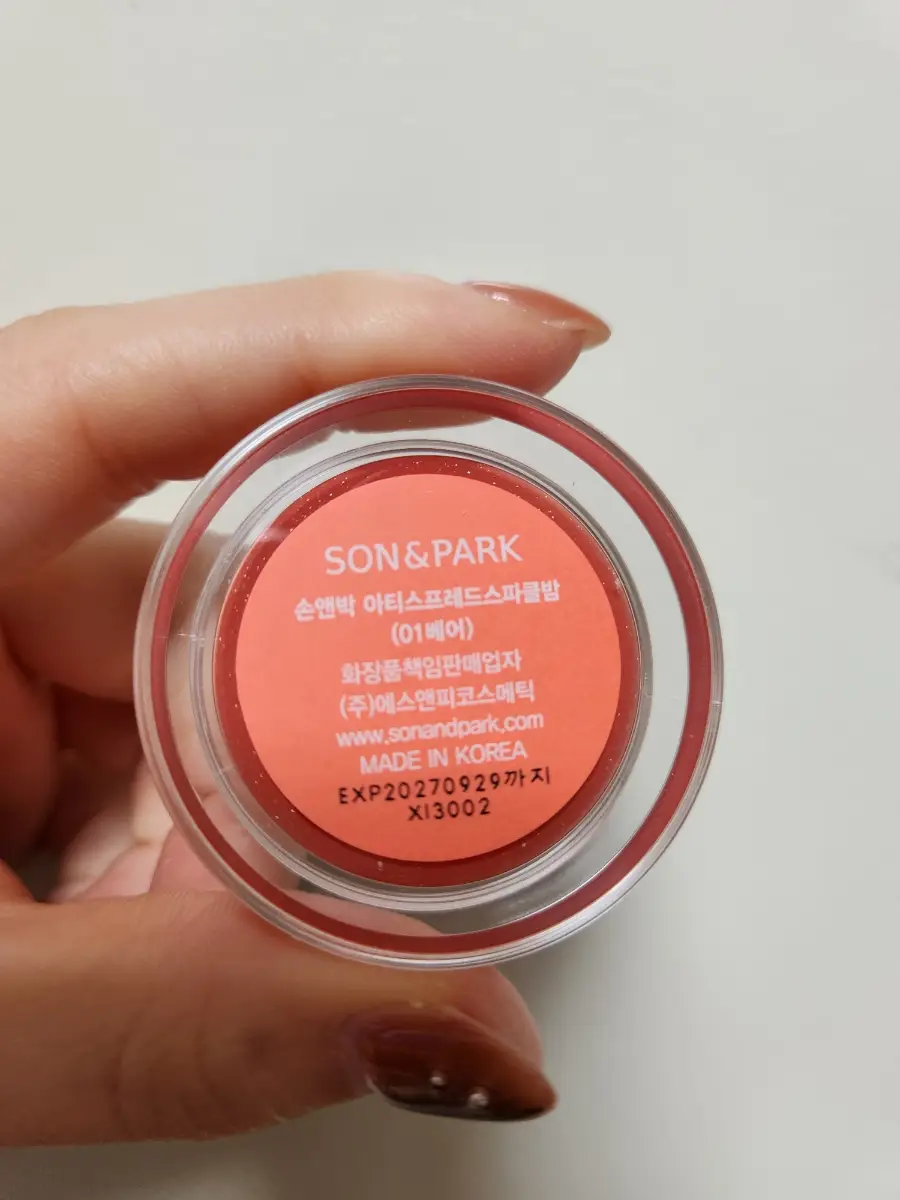 SON&PARK
손앤박 아티스프레드스파클밤
(01베어)
화장품책임판매업자
(주)에스앤피코스메틱
www.sonandpark.com
MADE IN KOREA
EXP20270929까지
XI3002